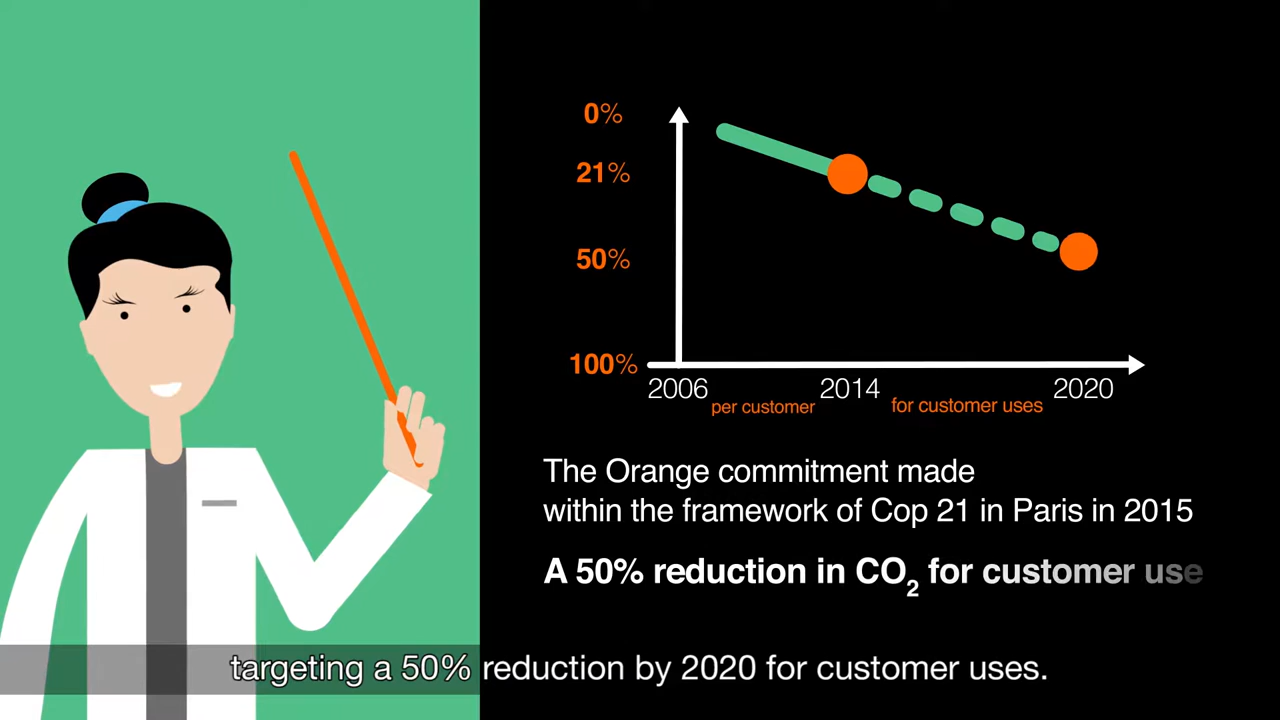 0%
21%
50%
100%
2006 2014 2020
per customer for customer uses
The Orange commitment made
within the framework of Cop 21 in Paris in 2015
A 50% reduction in CO₂ for customer use
targeting a 50% reduction by 2020 for customer uses.